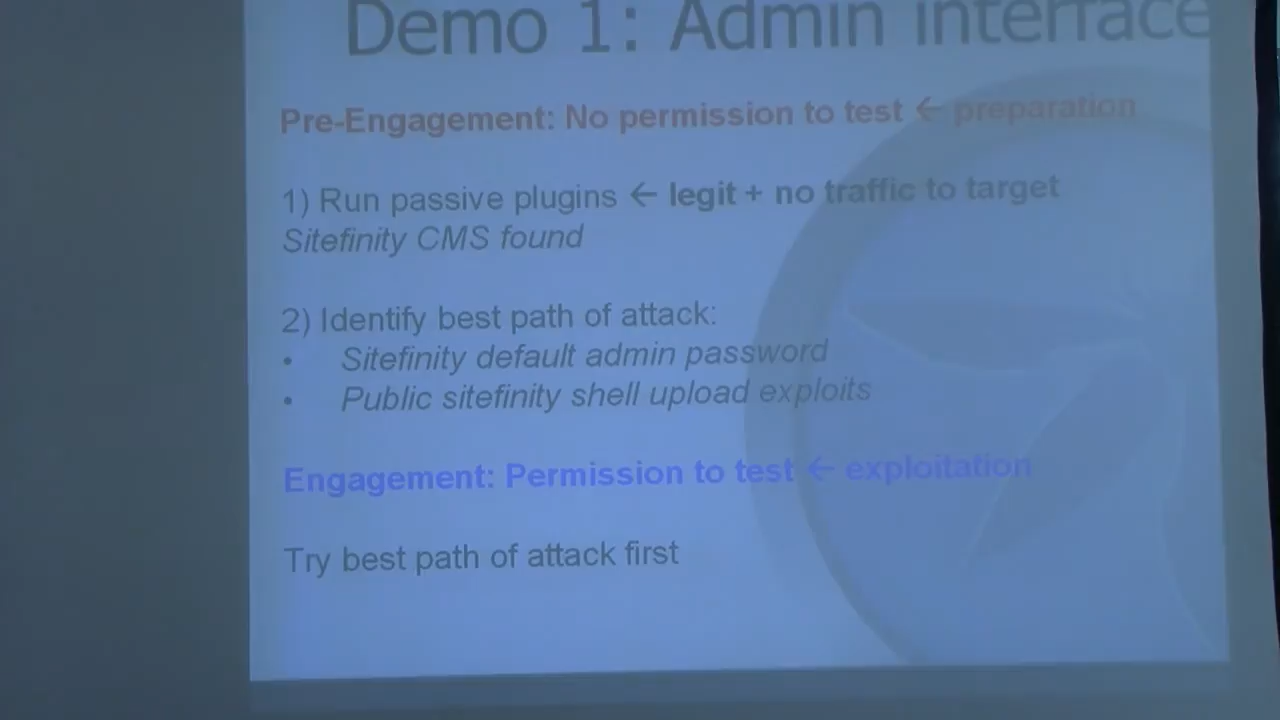 Demo 1: Admin interface
Pre-Engagement: No permission to test ← preparation
1) Run passive plugins ← legit + no traffic to target
Sitefinity CMS found
2) Identify best path of attack:
• Sitefinity default admin password
• Public sitefinity shell upload exploits
Engagement: Permission to test ← exploitation
Try best path of attack first